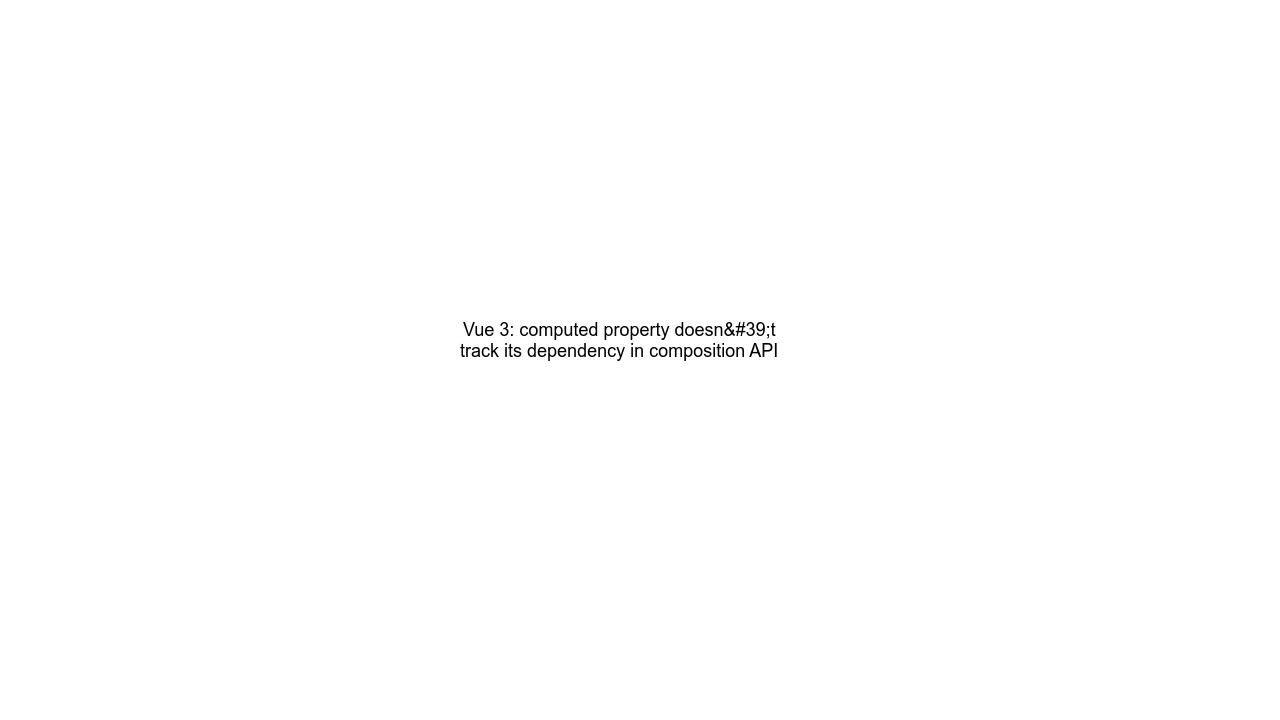 Vue 3: computed property doesn&#39;t
track its dependency in composition API